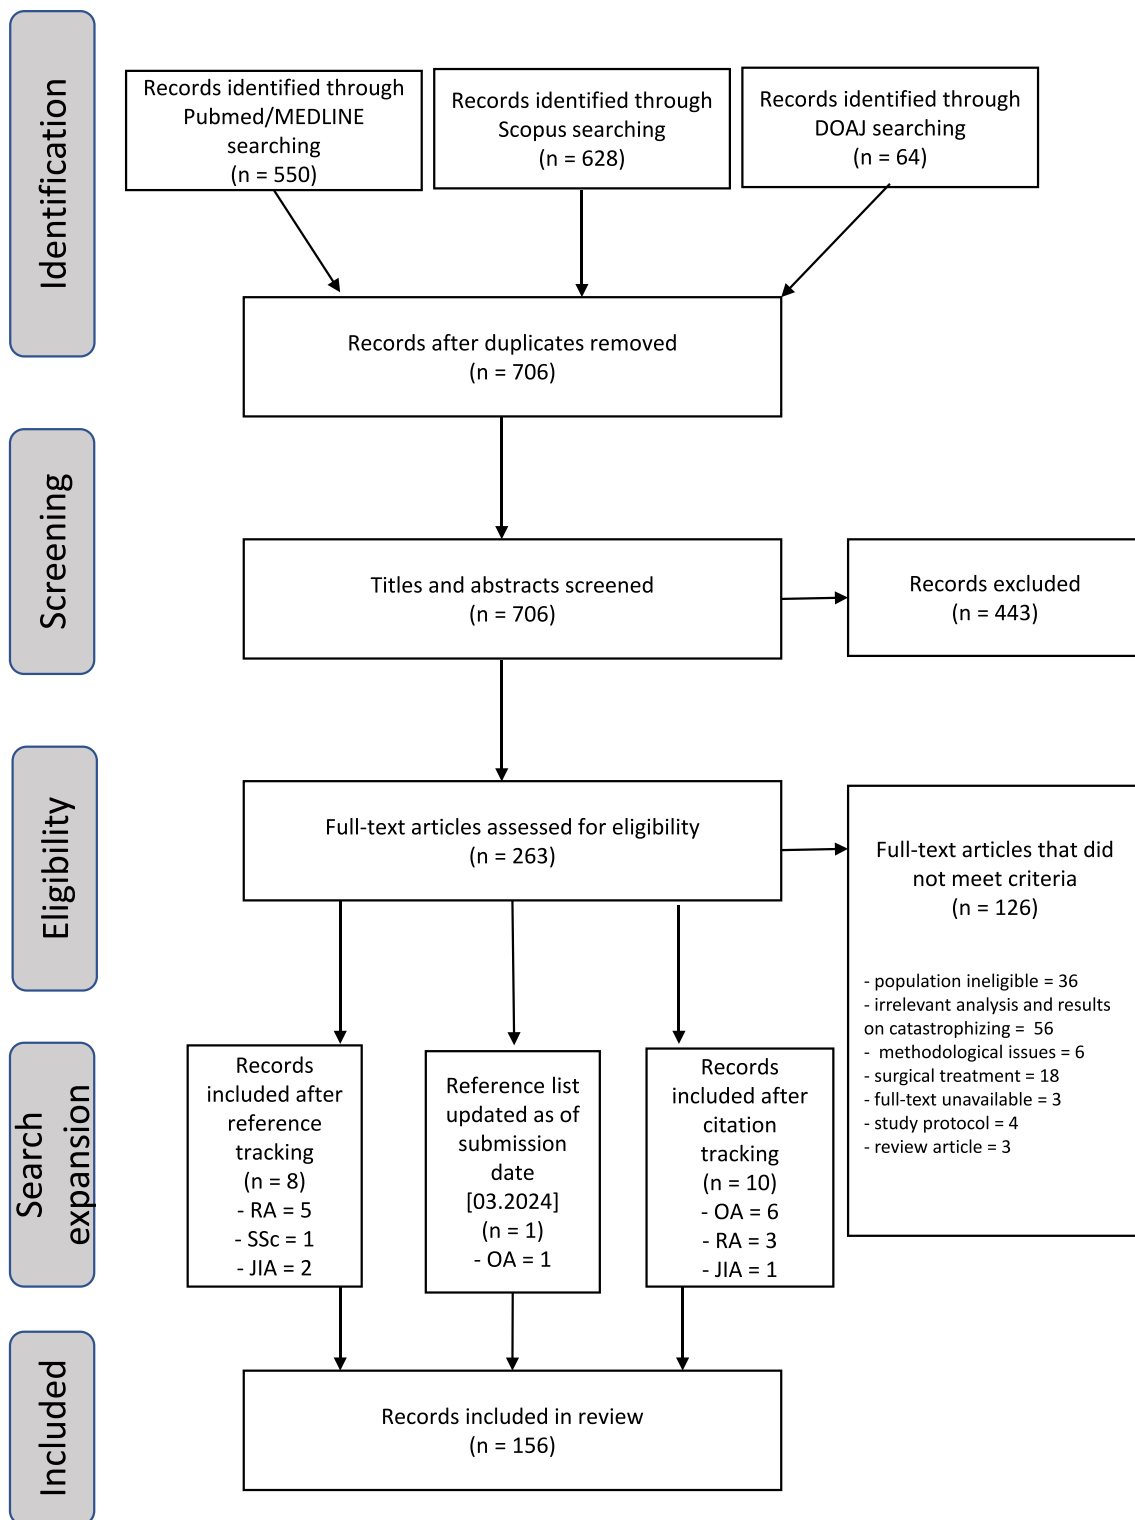 Identification
Records identified through
Pubmed/MEDLINE
searching
(n = 550)
Records identified through
Scopus searching
(n = 628)
Records identified through
DOAJ searching
(n = 64)
Records after duplicates removed
(n = 706)
Screening
Titles and abstracts screened
(n = 706)
Records excluded
(n = 443)
Eligibility
Full-text articles assessed for eligibility
(n = 263)
Full-text articles that did
not meet criteria
(n = 126)
- population ineligible = 36
- irrelevant analysis and results
on catastrophizing = 56
- methodological issues = 6
- surgical treatment = 18
- full-text unavailable = 3
- study protocol = 4
- review article = 3
Search
expansion
Records
included after
reference
tracking
(n = 8)
- RA = 5
- SSc = 1
- JIA = 2
Reference list
updated as of
submission
date
[03.2024]
(n = 1)
- OA = 1
Records
included after
citation
tracking
(n = 10)
- OA = 6
- RA = 3
- JIA = 1
Included
Records included in review
(n = 156)